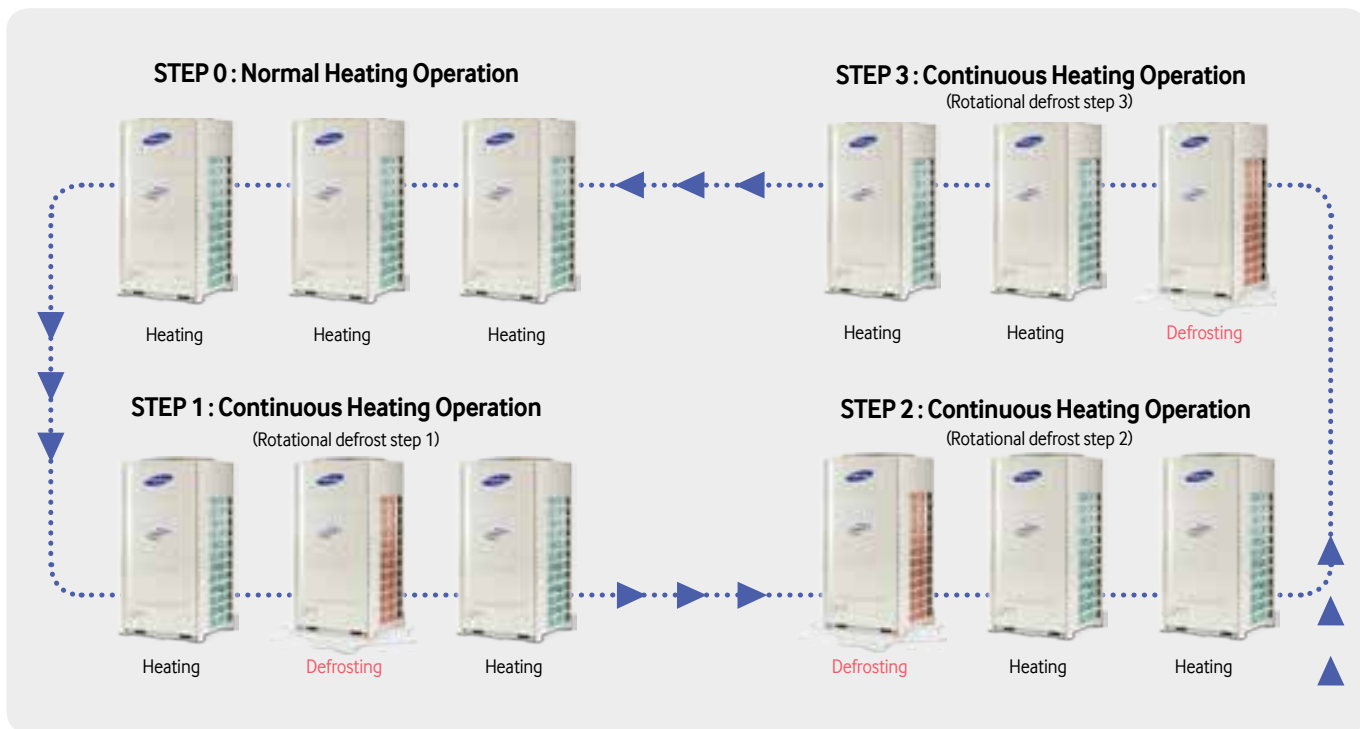 STEP 0 : Normal Heating Operation
Heating
Heating
Heating
STEP 3 : Continuous Heating Operation
(Rotational defrost step 3)
Heating
Heating
Defrosting
STEP 1 : Continuous Heating Operation
(Rotational defrost step 1)
Heating
Defrosting
Heating
STEP 2 : Continuous Heating Operation
(Rotational defrost step 2)
Defrosting
Heating
Heating